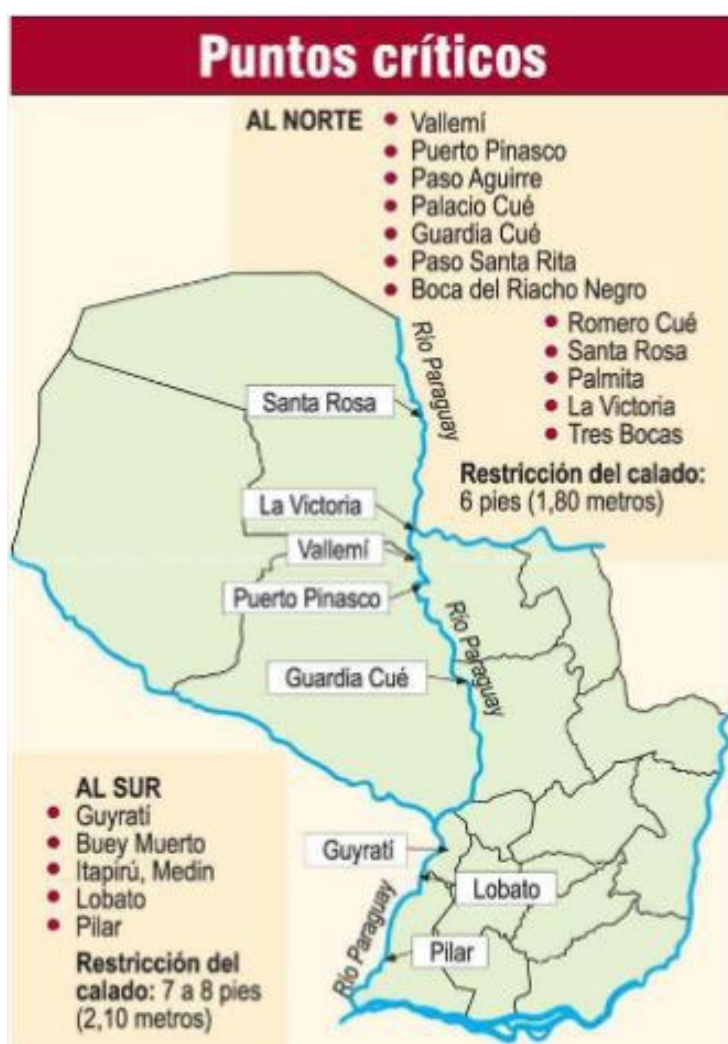 Puntos críticos
AL NORTE
Vallemí
Puerto Pinasco
Paso Aguirre
Palacio Cué
Guardia Cué
Paso Santa Rita
Boca del Riacho Negro
Romero Cué
Santa Rosa
Palmita
La Victoria
Tres Bocas
Restricción del calado:
6 pies (1,80 metros)
Río Paraguay
Santa Rosa
La Victoria
Vallemí
Puerto Pinasco
Río Paraguay
Guardia Cué
AL SUR
Guyratí
Buey Muerto
Itapirú, Medin
Lobato
Pilar
Restricción del
calado: 7 a 8 pies
(2,10 metros)
Guyratí
Lobato
Río Paraguay
Pilar